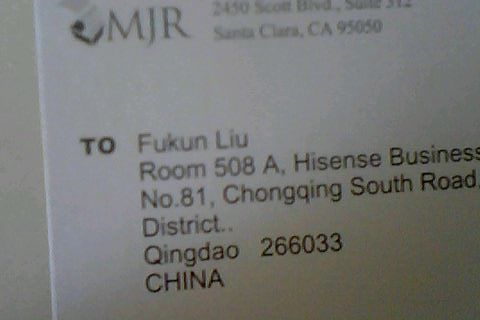 MJR
2450 Scott Blvd., Suite 312
Santa Clara, CA 95050
TO Fukun Liu
Room 508 A, Hisense Business
No.81, Chongqing South Road,
District..
Qingdao 266033
CHINA